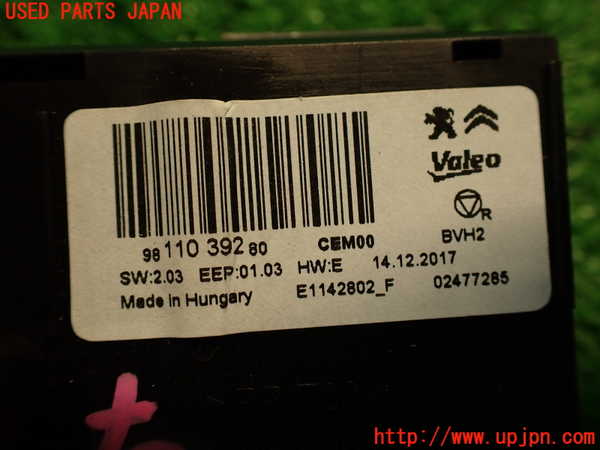 USED PARTS JAPAN
Valeo
R
98 110 392 80
CEM00
BVH2
SW:2.03 EEP:01.03 HW:E 14.12.2017
Made in Hungary E1142802_F 02477285
http://www.upjpn.com